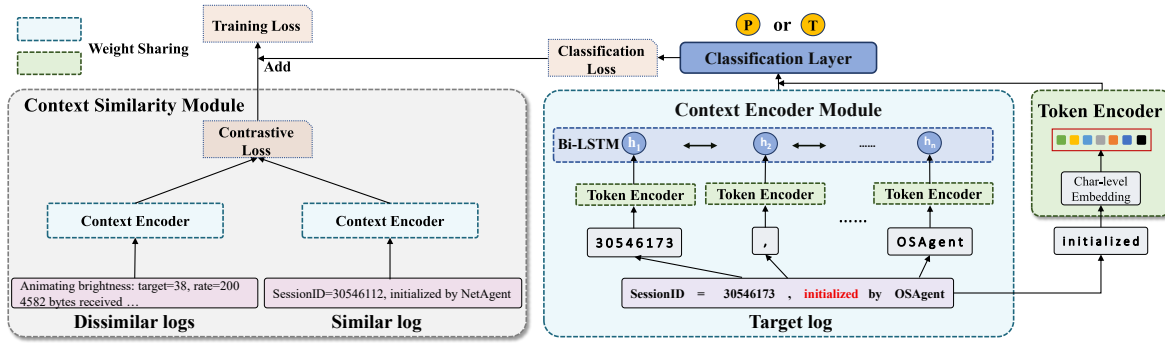 Weight Sharing
Training Loss
Add
Classification
Loss
P or T
Classification Layer
Context Similarity Module
Contrastive
Loss
Context Encoder
Context Encoder
Animating brightness: target=38, rate=200
4582 bytes received ...
SessionID=30546112, initialized by NetAgent
Dissimilar logs
Similar log
Context Encoder Module
Bi-LSTM
h1
h2
......
hn
Token Encoder
Token Encoder
Token Encoder
......
30546173
,
OSAgent
SessionID = 30546173 , initialized by OSAgent
Target log
Token Encoder
Char-level
Embedding
initialized